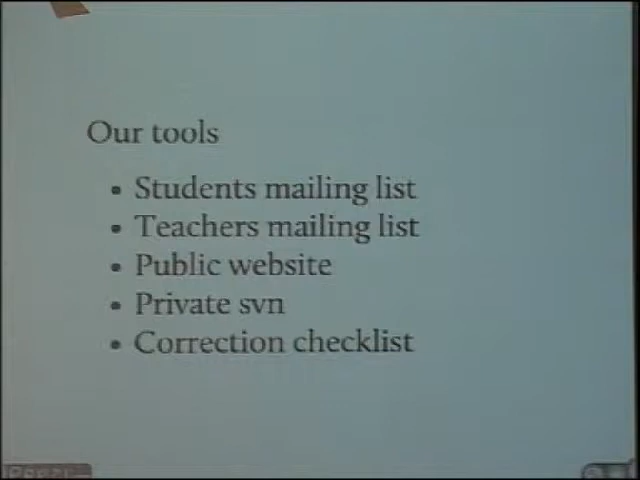 Our tools
• Students mailing list
• Teachers mailing list
• Public website
• Private svn
• Correction checklist